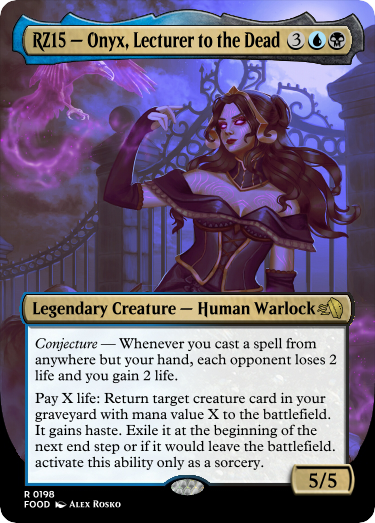 RZ15 — Onyx, Lecturer to the Dead 3
Legendary Creature — Human Warlock
Conjecture — Whenever you cast a spell from
anywhere but your hand, each opponent loses 2
life and you gain 2 life.
Pay X life: Return target creature card in your
graveyard with mana value X to the battlefield.
It gains haste. Exile it at the beginning of the
next end step or if it would leave the battlefield.
activate this ability only as a sorcery.
5/5
R 0198
FOOD Alex Rosko